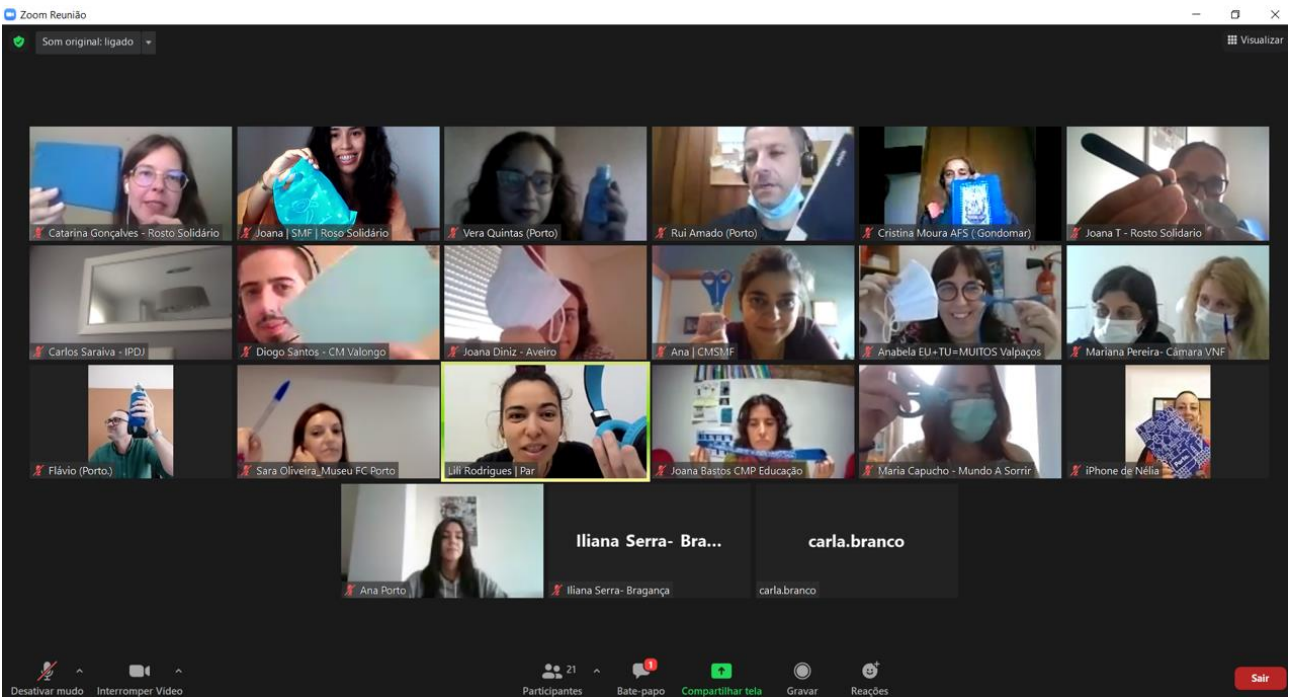 Zoom Reunião
Som original: ligado
Visualizar
Catarina Gonçalves - Rosto Solidário
Joana | SMF | Roso Solidário
Vera Quintas (Porto)
Rui Amado (Porto)
Cristina Moura AFS ( Gondomar)
Joana T - Rosto Solidario
Carlos Saraiva - IPDJ
Diogo Santos - CM Valongo
Joana Diniz - Aveiro
Ana | CMSMF
Anabela EU+TU=MUITOS Valpaços
Mariana Pereira- Câmara VNF
Flávio (Porto.)
Sara Oliveira_Museu FC Porto
Lili Rodrigues | Par
Joana Bastos CMP Educação
Maria Capucho - Mundo A Sorrir
iPhone de Nélia
Ana Porto
Iliana Serra- Bra...
Iliana Serra- Bragança
carla.branco
carla.branco
Desativar mudo
Interromper Vídeo
21
Participantes
1
Bate-papo
Compartilhar tela
Gravar
Reações
Sair